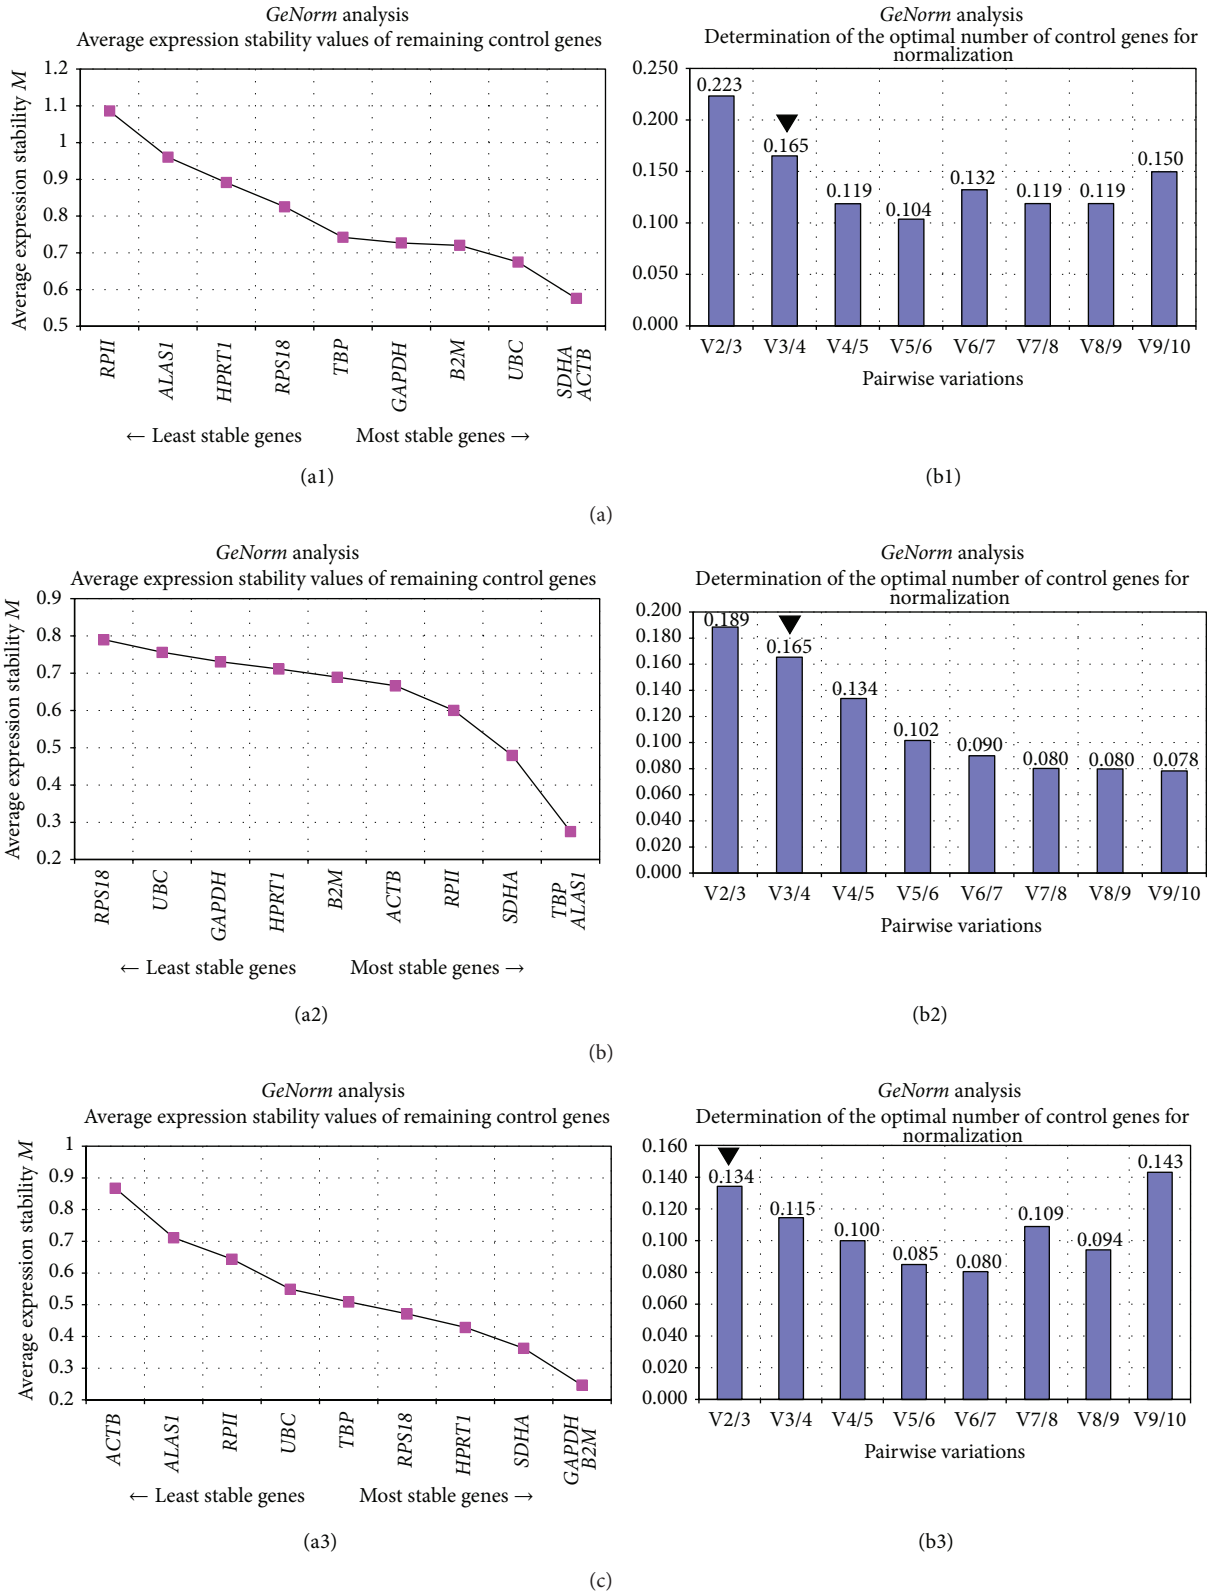 GeNorm analysis
Average expression stability values of remaining control genes
Average expression stability M
1.2
1.1
1
0.9
0.8
0.7
0.6
0.5
RPII
ALAS1
HPRT1
RPS18
TBP
GAPDH
B2M
UBC
SDHA
ACTB
← Least stable genes
Most stable genes →
(a1)
GeNorm analysis
Determination of the optimal number of control genes for
normalization
0.250
0.200
0.150
0.100
0.050
0.000
0.223
0.165
0.119
0.104
0.132
0.119
0.119
0.150
V2/3
V3/4
V4/5
V5/6
V6/7
V7/8
V8/9
V9/10
Pairwise variations
(b1)
(a)
GeNorm analysis
Average expression stability values of remaining control genes
Average expression stability M
0.9
0.8
0.7
0.6
0.5
0.4
0.3
0.2
RPS18
UBC
GAPDH
HPRT1
B2M
ACTB
RPII
SDHA
TBP
ALAS1
← Least stable genes
Most stable genes →
(a2)
GeNorm analysis
Determination of the optimal number of control genes for
normalization
0.200
0.180
0.160
0.140
0.120
0.100
0.080
0.060
0.040
0.020
0.000
0.189
0.165
0.134
0.102
0.090
0.080
0.080
0.078
V2/3
V3/4
V4/5
V5/6
V6/7
V7/8
V8/9
V9/10
Pairwise variations
(b2)
(b)
GeNorm analysis
Average expression stability values of remaining control genes
Average expression stability M
1
0.9
0.8
0.7
0.6
0.5
0.4
0.3
0.2
ACTB
ALAS1
RPII
UBC
TBP
RPS18
HPRT1
SDHA
GAPDH
B2M
← Least stable genes
Most stable genes →
(a3)
GeNorm analysis
Determination of the optimal number of control genes for
normalization
0.160
0.140
0.120
0.100
0.080
0.060
0.040
0.020
0.000
0.134
0.115
0.100
0.085
0.080
0.109
0.094
0.143
V2/3
V3/4
V4/5
V5/6
V6/7
V7/8
V8/9
V9/10
Pairwise variations
(b3)
(c)